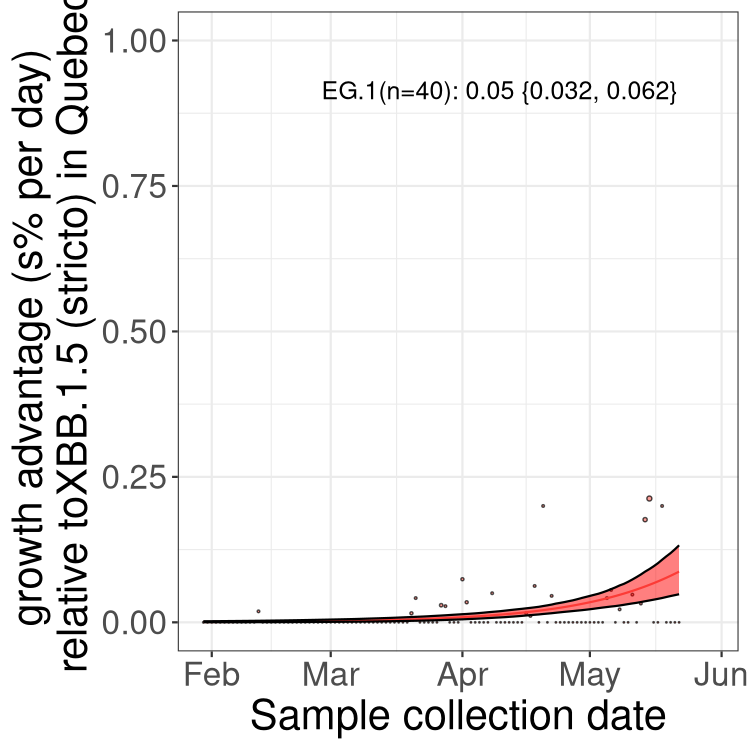 growth advantage (s% per day)
relative toXBB.1.5 (stricto) in Quebec
1.00
0.75
0.50
0.25
0.00
EG.1(n=40): 0.05 {0.032, 0.062}
Feb Mar Apr May Jun
Sample collection date